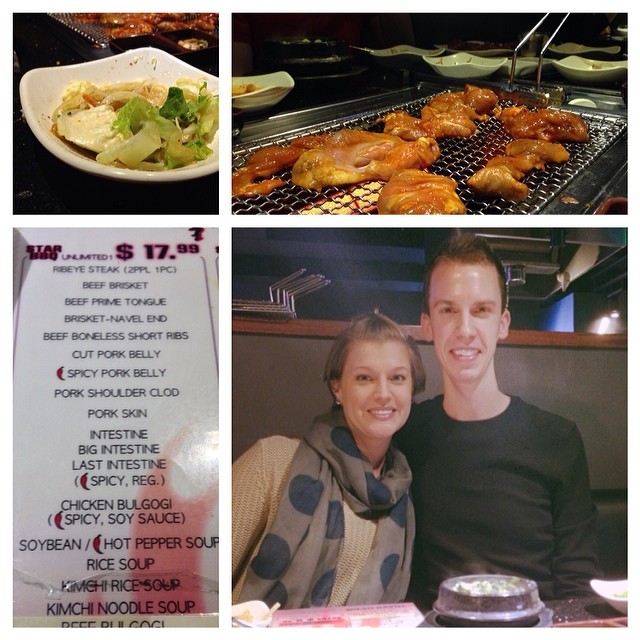 STAR BBQ UNLIMITED! $ 17.99
RIBEYE STEAK (2PPL 1PC)
BEEF BRISKET
BEEF PRIME TONGUE
BRISKET-NAVEL END
BEEF BONELESS SHORT RIBS
CUT PORK BELLY
SPICY PORK BELLY
PORK SHOULDER CLOD
PORK SKIN
INTESTINE
BIG INTESTINE
LAST INTESTINE
(SPICY, REG.)
CHICKEN BULGOGI
(SPICY, SOY SAUCE)
SOYBEAN / HOT PEPPER SOUP
RICE SOUP
KIMCHI RICE SOUP
KIMCHI NOODLE SOUP
BEEF BULGOGI